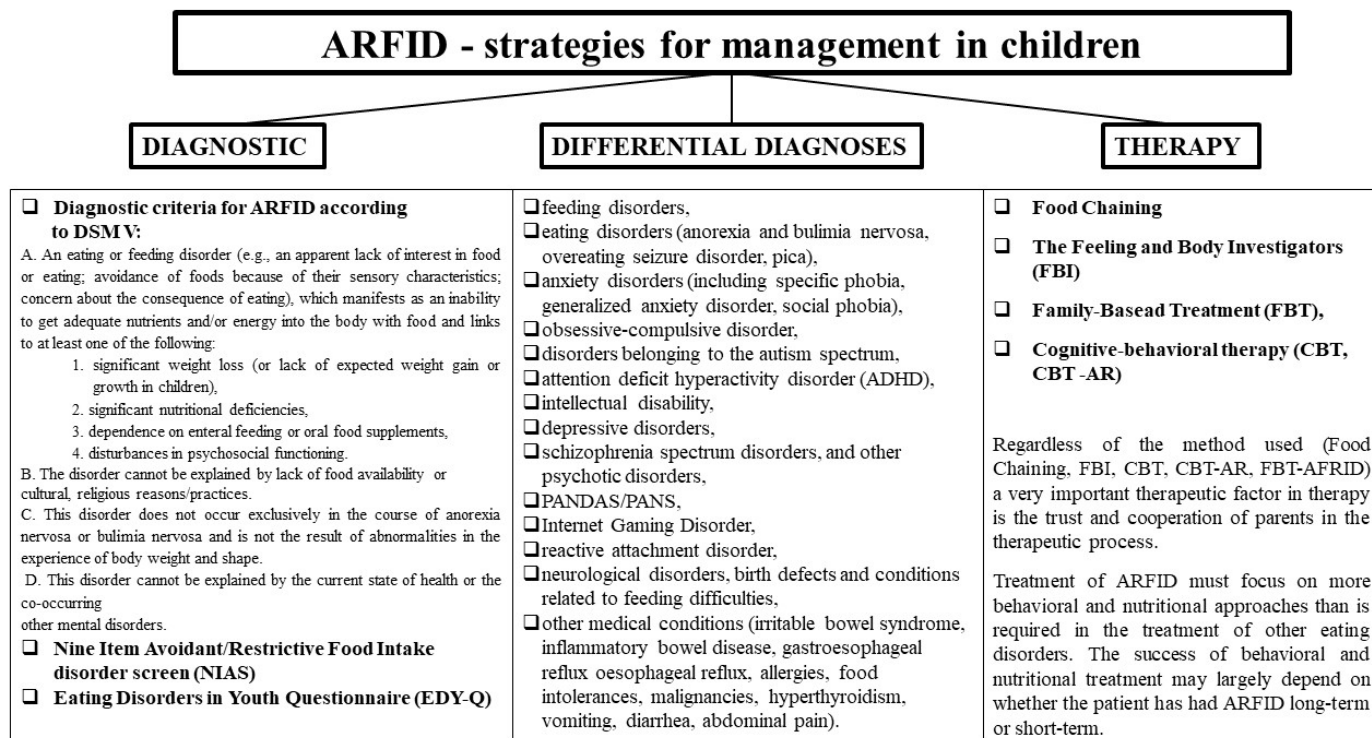 ARFID - strategies for management in children
DIAGNOSTIC
DIFFERENTIAL DIAGNOSES
THERAPY
❑ Diagnostic criteria for ARFID according
to DSM V:
A. An eating or feeding disorder (e.g., an apparent lack of interest in food
or eating; avoidance of foods because of their sensory characteristics;
concern about the consequence of eating), which manifests as an inability
to get adequate nutrients and/or energy into the body with food and links
to at least one of the following:
1. significant weight loss (or lack of expected weight gain or
growth in children),
2. significant nutritional deficiencies,
3. dependence on enteral feeding or oral food supplements,
4. disturbances in psychosocial functioning.
B. The disorder cannot be explained by lack of food availability or
cultural, religious reasons/practices.
C. This disorder does not occur exclusively in the course of anorexia
nervosa or bulimia nervosa and is not the result of abnormalities in the
experience of body weight and shape.
D. This disorder cannot be explained by the current state of health or the
co-occurring
other mental disorders.
❑ Nine Item Avoidant/Restrictive Food Intake
disorder screen (NIAS)
❑ Eating Disorders in Youth Questionnaire (EDY-Q)
❑feeding disorders,
❑eating disorders (anorexia and bulimia nervosa,
overeating seizure disorder, pica),
❑anxiety disorders (including specific phobia,
generalized anxiety disorder, social phobia),
❑obsessive-compulsive disorder,
❑disorders belonging to the autism spectrum,
❑attention deficit hyperactivity disorder (ADHD),
❑intellectual disability,
❑depressive disorders,
❑schizophrenia spectrum disorders, and other
psychotic disorders,
❑PANDAS/PANS,
❑Internet Gaming Disorder,
❑reactive attachment disorder,
❑neurological disorders, birth defects and conditions
related to feeding difficulties,
❑other medical conditions (irritable bowel syndrome,
inflammatory bowel disease, gastroesophageal
reflux oesophageal reflux, allergies, food
intolerances, malignancies, hyperthyroidism,
vomiting, diarrhea, abdominal pain).
❑ Food Chaining
❑ The Feeling and Body Investigators
(FBI)
❑ Family-Basead Treatment (FBT),
❑ Cognitive-behavioral therapy (CBT,
CBT -AR)
Regardless of the method used (Food
Chaining, FBI, CBT, CBT-AR, FBT-AFRID)
a very important therapeutic factor in therapy
is the trust and cooperation of parents in the
therapeutic process.
Treatment of ARFID must focus on more
behavioral and nutritional approaches than is
required in the treatment of other eating
disorders. The success of behavioral and
nutritional treatment may largely depend on
whether the patient has had ARFID long-term
or short-term.